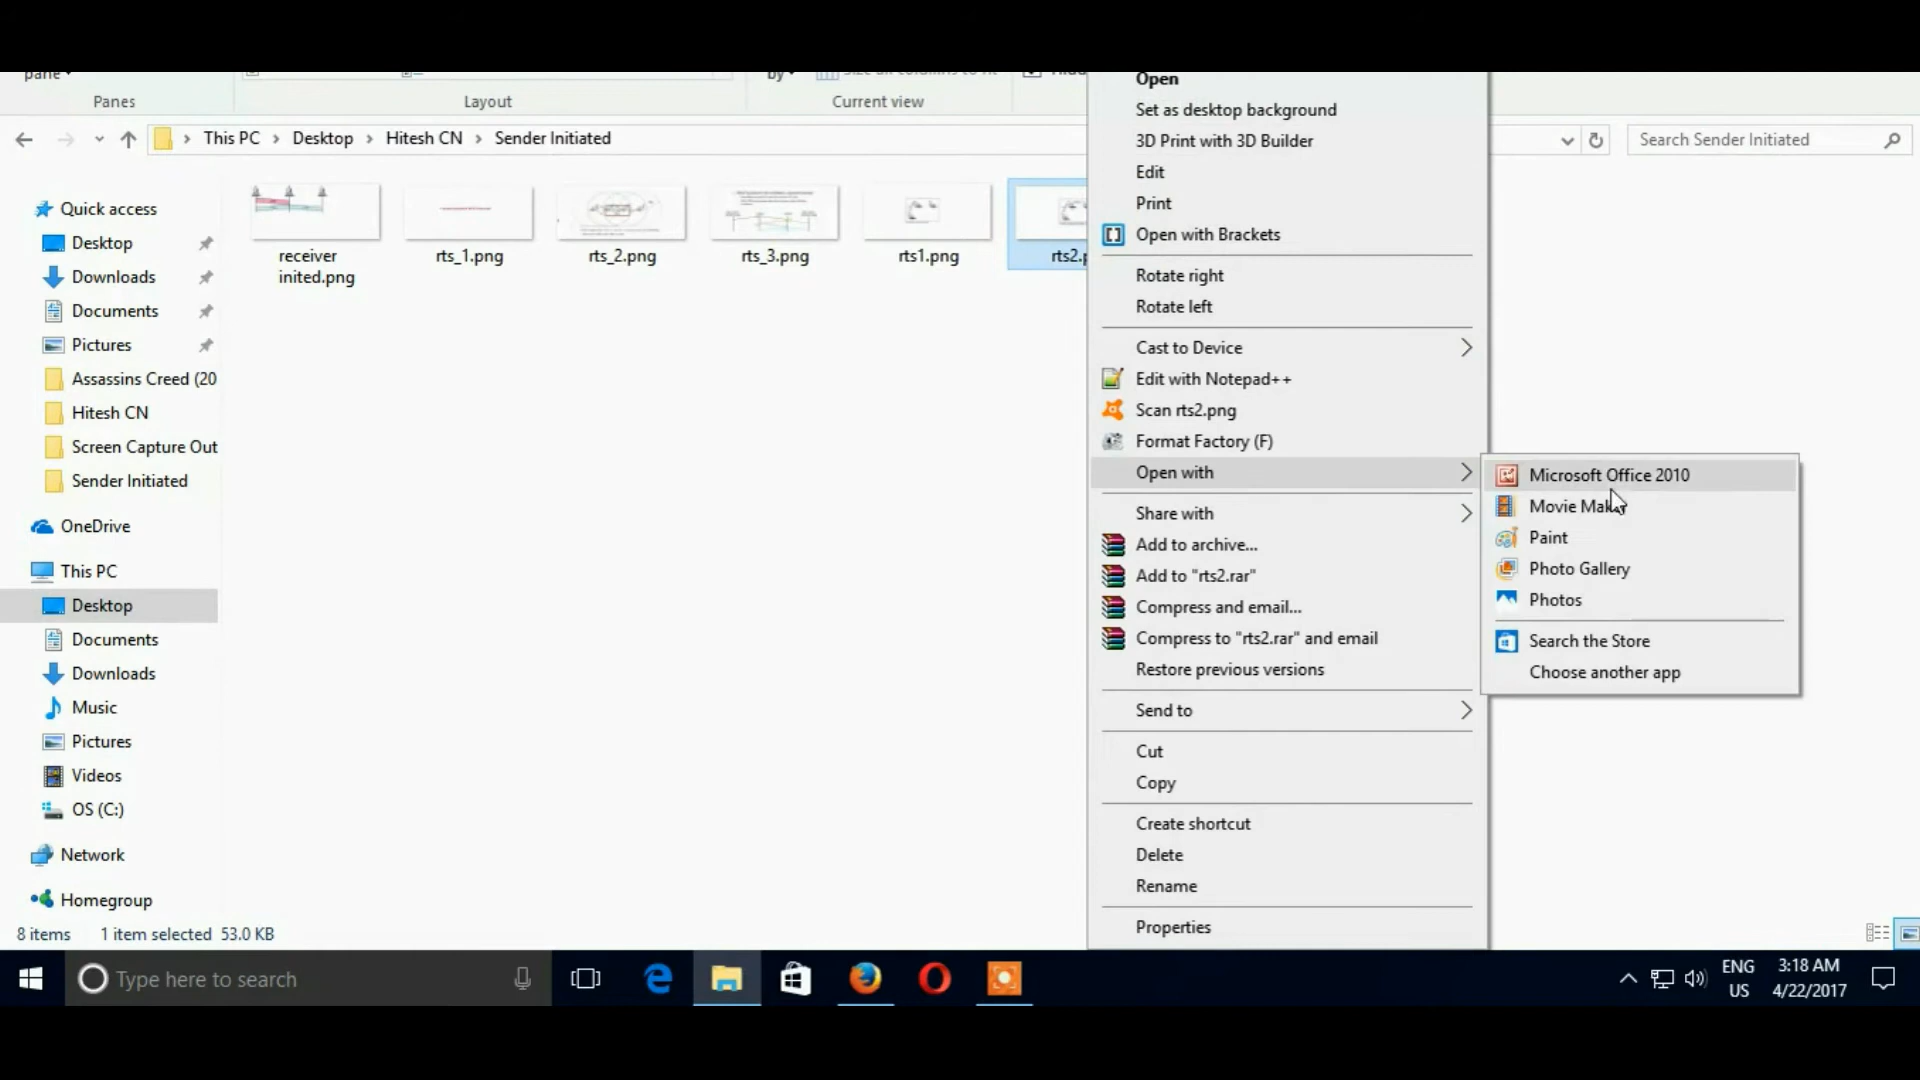 pane
by
Panes
Layout
Current view
This PC
Desktop
Hitesh CN
Sender Initiated
Search Sender Initiated
Quick access
Desktop
Downloads
Documents
Pictures
Assassins Creed (20
Hitesh CN
Screen Capture Out
Sender Initiated
OneDrive
This PC
Desktop
Documents
Downloads
Music
Pictures
Videos
OS (C:)
Network
Homegroup
receiver
inited.png
rts_1.png
rts_2.png
rts_3.png
rts1.png
rts2.p
Open
Set as desktop background
3D Print with 3D Builder
Edit
Print
Open with Brackets
Rotate right
Rotate left
Cast to Device
Edit with Notepad++
Scan rts2.png
Format Factory (F)
Open with
Share with
Add to archive...
Add to "rts2.rar"
Compress and email...
Compress to "rts2.rar" and email
Restore previous versions
Send to
Cut
Copy
Create shortcut
Delete
Rename
Properties
Microsoft Office 2010
Movie Maker
Paint
Photo Gallery
Photos
Search the Store
Choose another app
8 items 1 item selected 53.0 KB
Type here to search
ENG
US
3:18 AM
4/22/2017